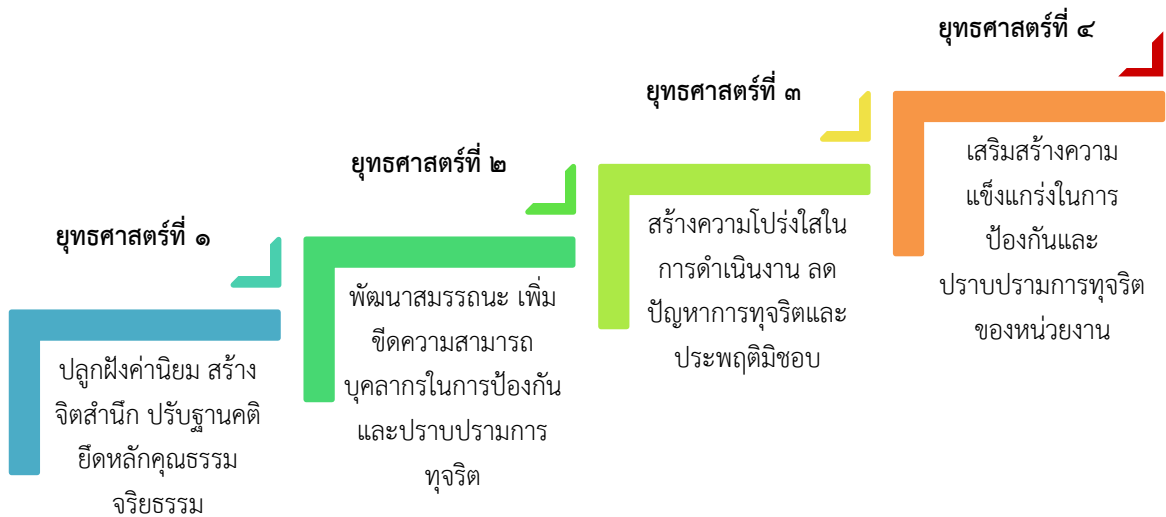 ยุทธศาสตร์ที่ ๑
ปลูกฝังค่านิยม สร้าง
จิตสำนึก ปรับฐานคติ
ยึดหลักคุณธรรม
จริยธรรม
ยุทธศาสตร์ที่ ๒
พัฒนาสมรรถนะ เพิ่ม
ขีดความสามารถ
บุคลากรในการป้องกัน
และปราบปรามการ
ทุจริต
ยุทธศาสตร์ที่ ๓
สร้างความโปร่งใสใน
การดำเนินงาน ลด
ปัญหาการทุจริตและ
ประพฤติมิชอบ
ยุทธศาสตร์ที่ ๔
เสริมสร้างความ
แข็งแกร่งในการ
ป้องกันและ
ปราบปรามการทุจริต
ของหน่วยงาน